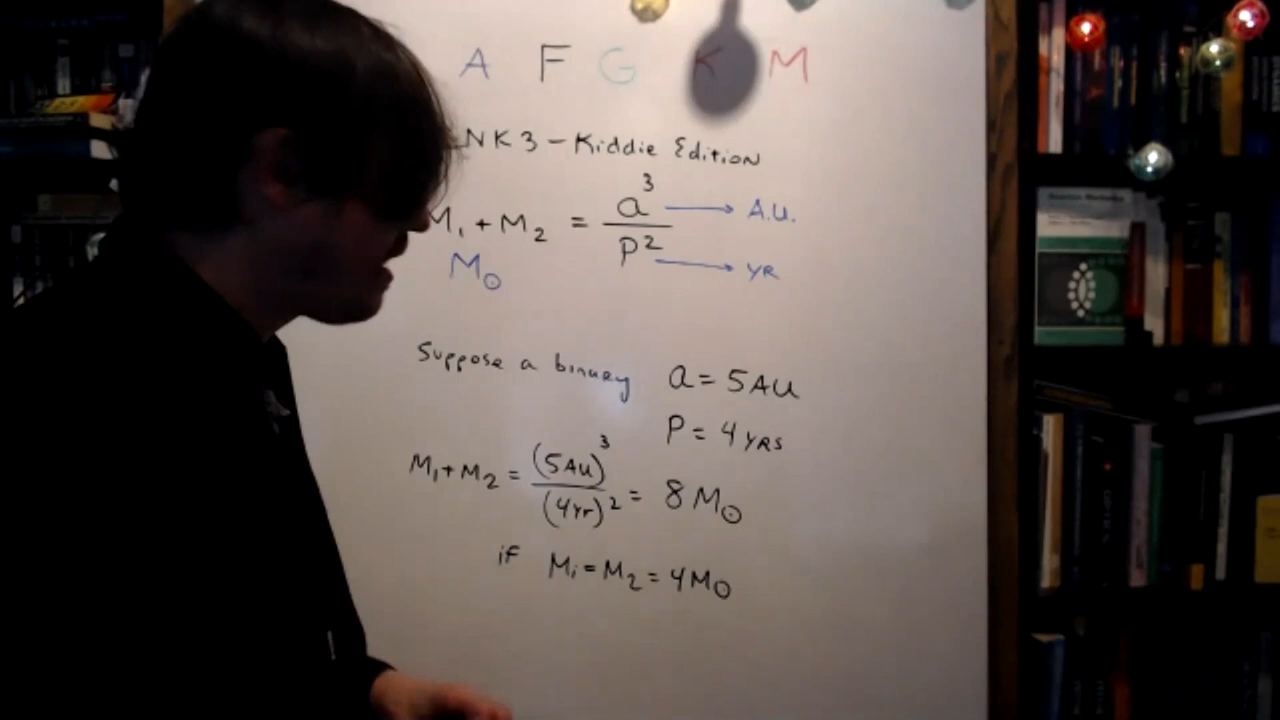 A F G K M
NK3 - Kiddie Edition
M₁ + M₂ = a³/P² → A.U.
→ YR
M☉
Suppose a binary a = 5AU
P = 4 YRS
M₁+M₂ = (5AU)³/(4Yr)² = 8M☉
if M₁ = M₂ = 4M☉